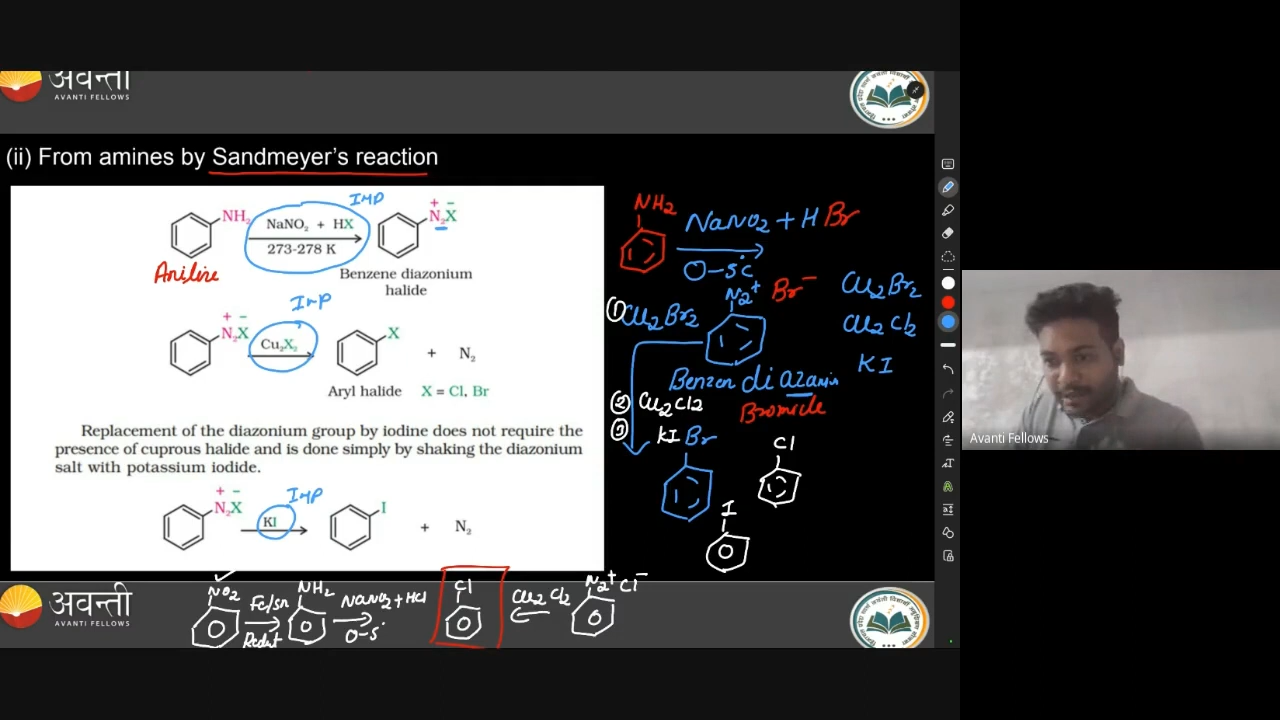 अवन्ती
AVANTI FELLOWS
(ii) From amines by Sandmeyer's reaction
NH2
NaNO2 + HX
273-278 K
IMP
+ −
N2X
Aniline
Benzene diazonium
halide
IMP
+ −
N2X
Cu2X2
X
+ N2
Aryl halide X = Cl, Br
Replacement of the diazonium group by iodine does not require the
presence of cuprous halide and is done simply by shaking the diazonium
salt with potassium iodide.
+ −
N2X
IMP
KI
I
+ N2
NH2
NaNO2 + HBr
0-5°C
N2+ Br−
① Cu2Br2
Cu2Br2
Cu2Cl2
KI
Benzen diazonium
Bromide
② Cu2Cl2
③ KI
Br
Cl
I
अवन्ती
AVANTI FELLOWS
NO2
Fe/Sn
NH2
NaNO2 + HCl
0-5
Cl
Cu2Cl2
N2+Cl−
Avanti Fellows